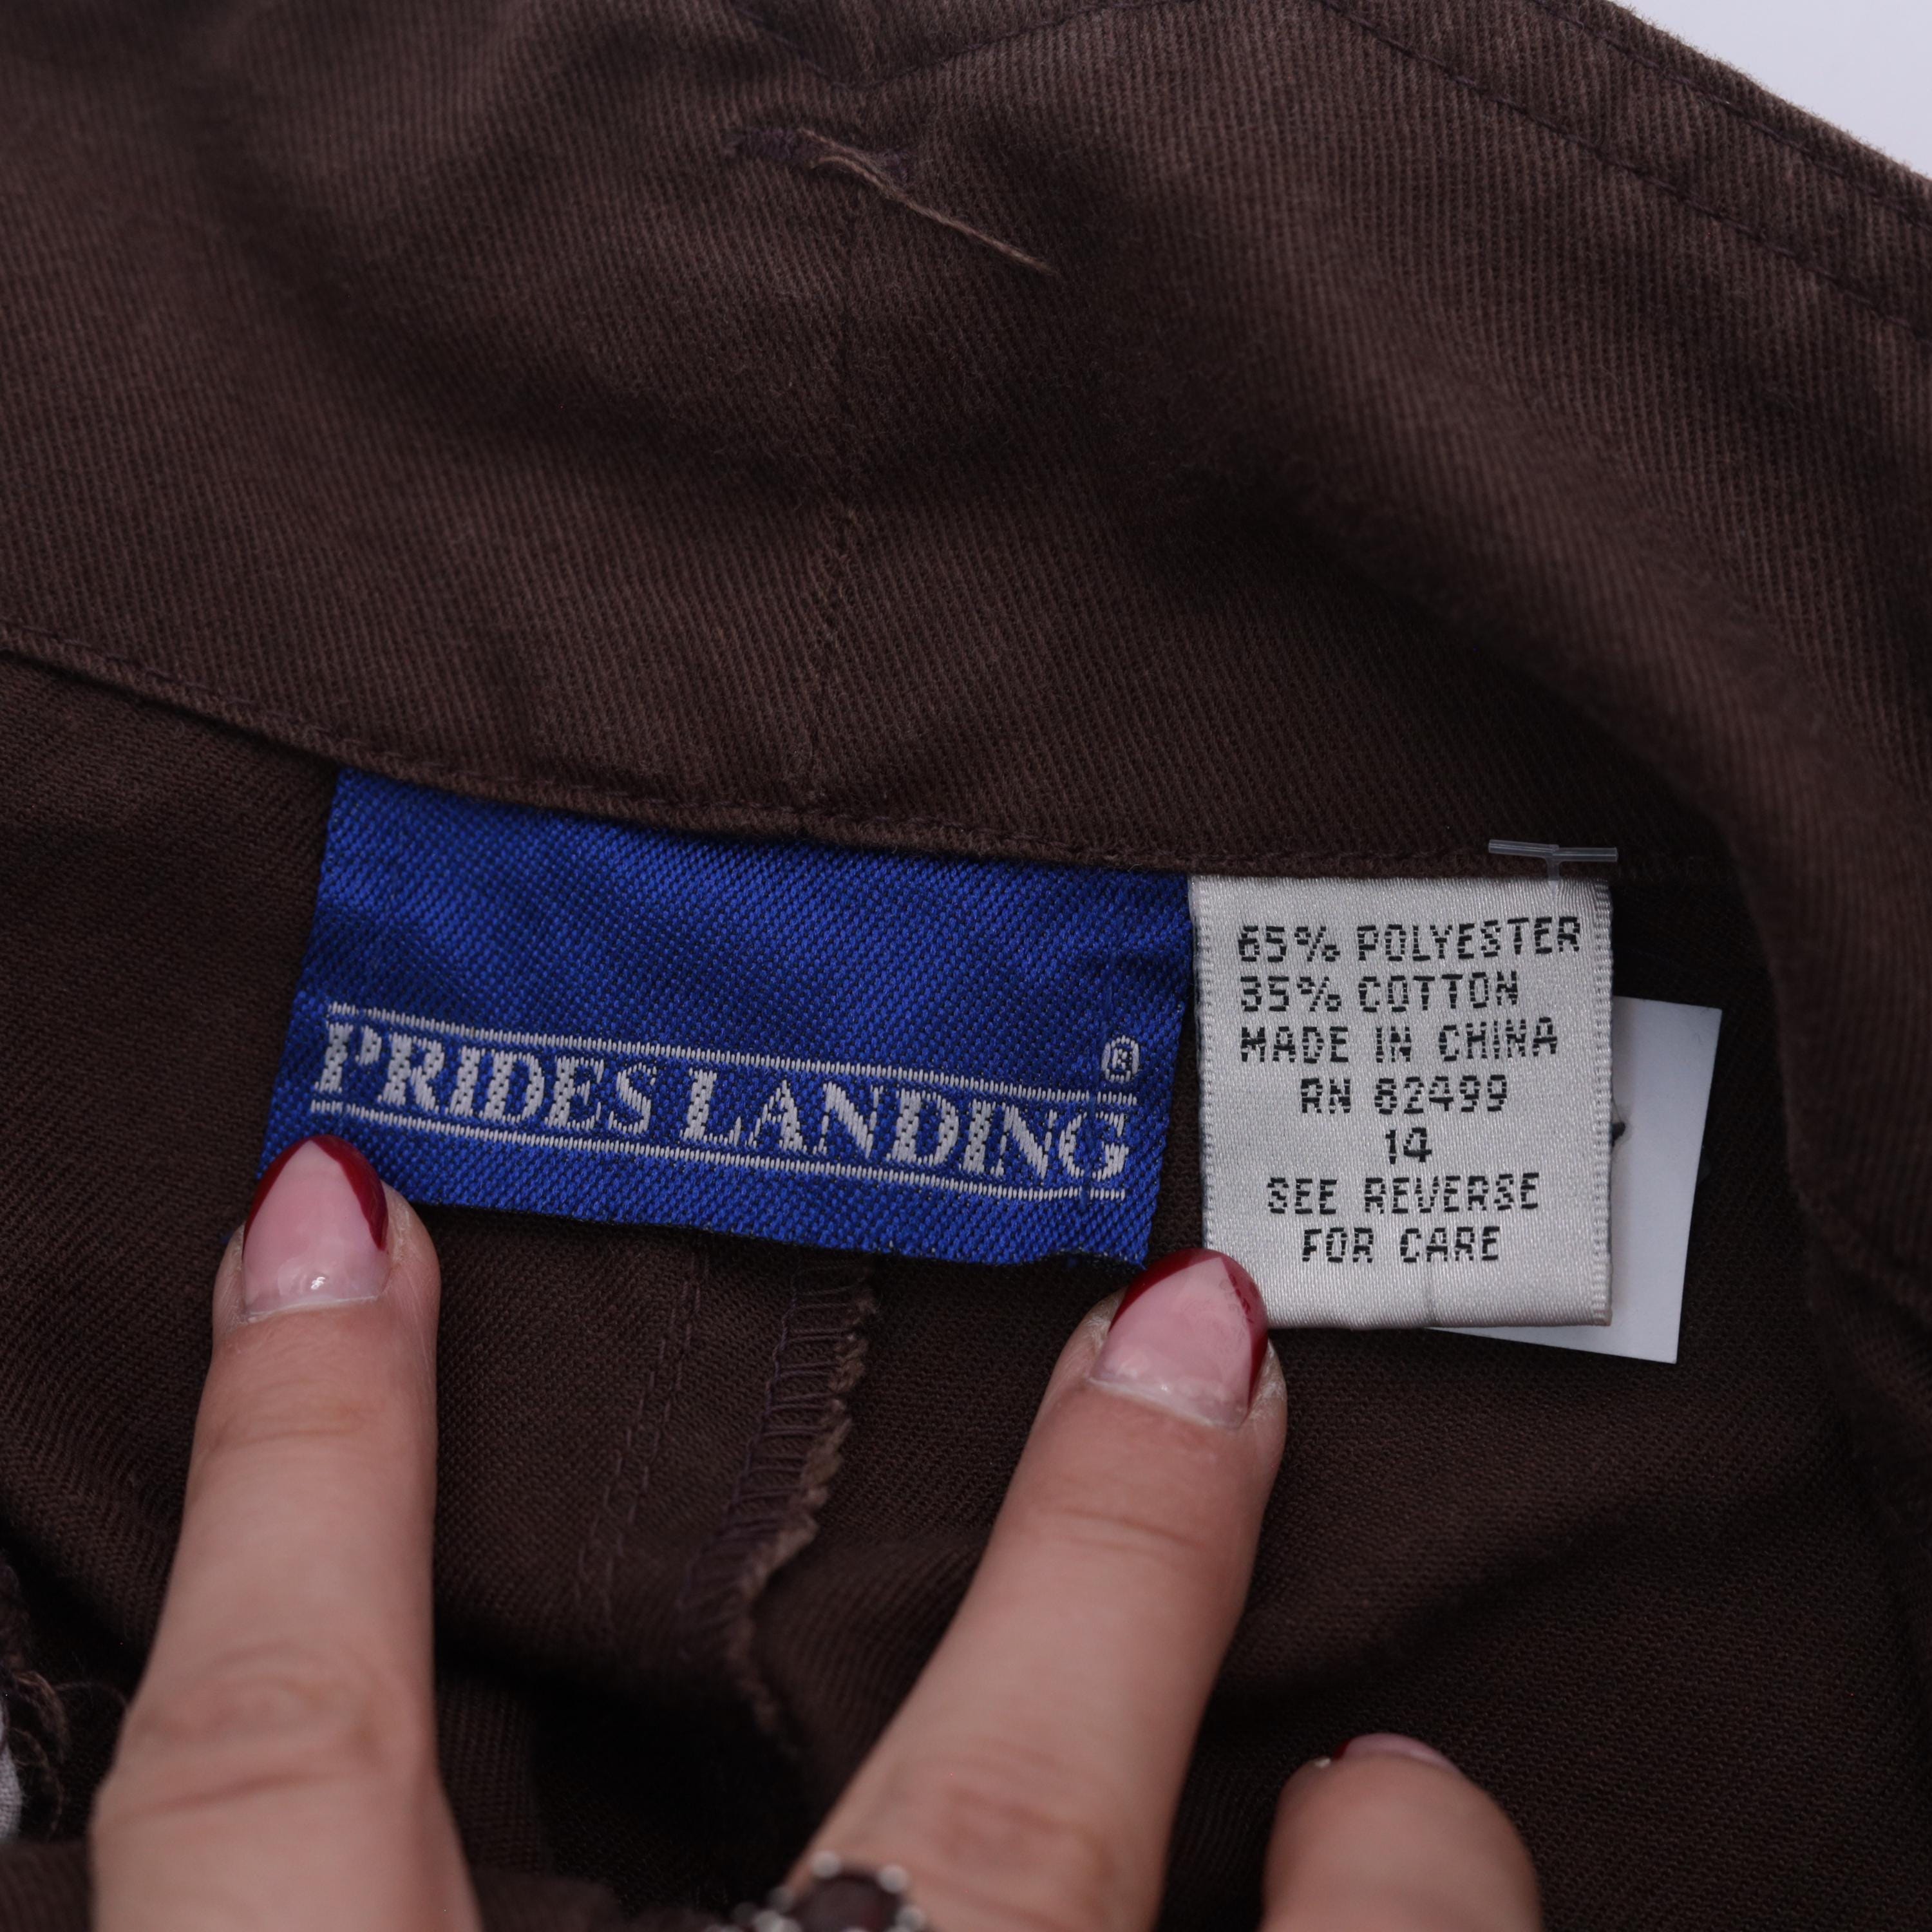 PRIDES LANDING ®
65% POLYESTER
35% COTTON
MADE IN CHINA
RN 82499
14
SEE REVERSE
FOR CARE